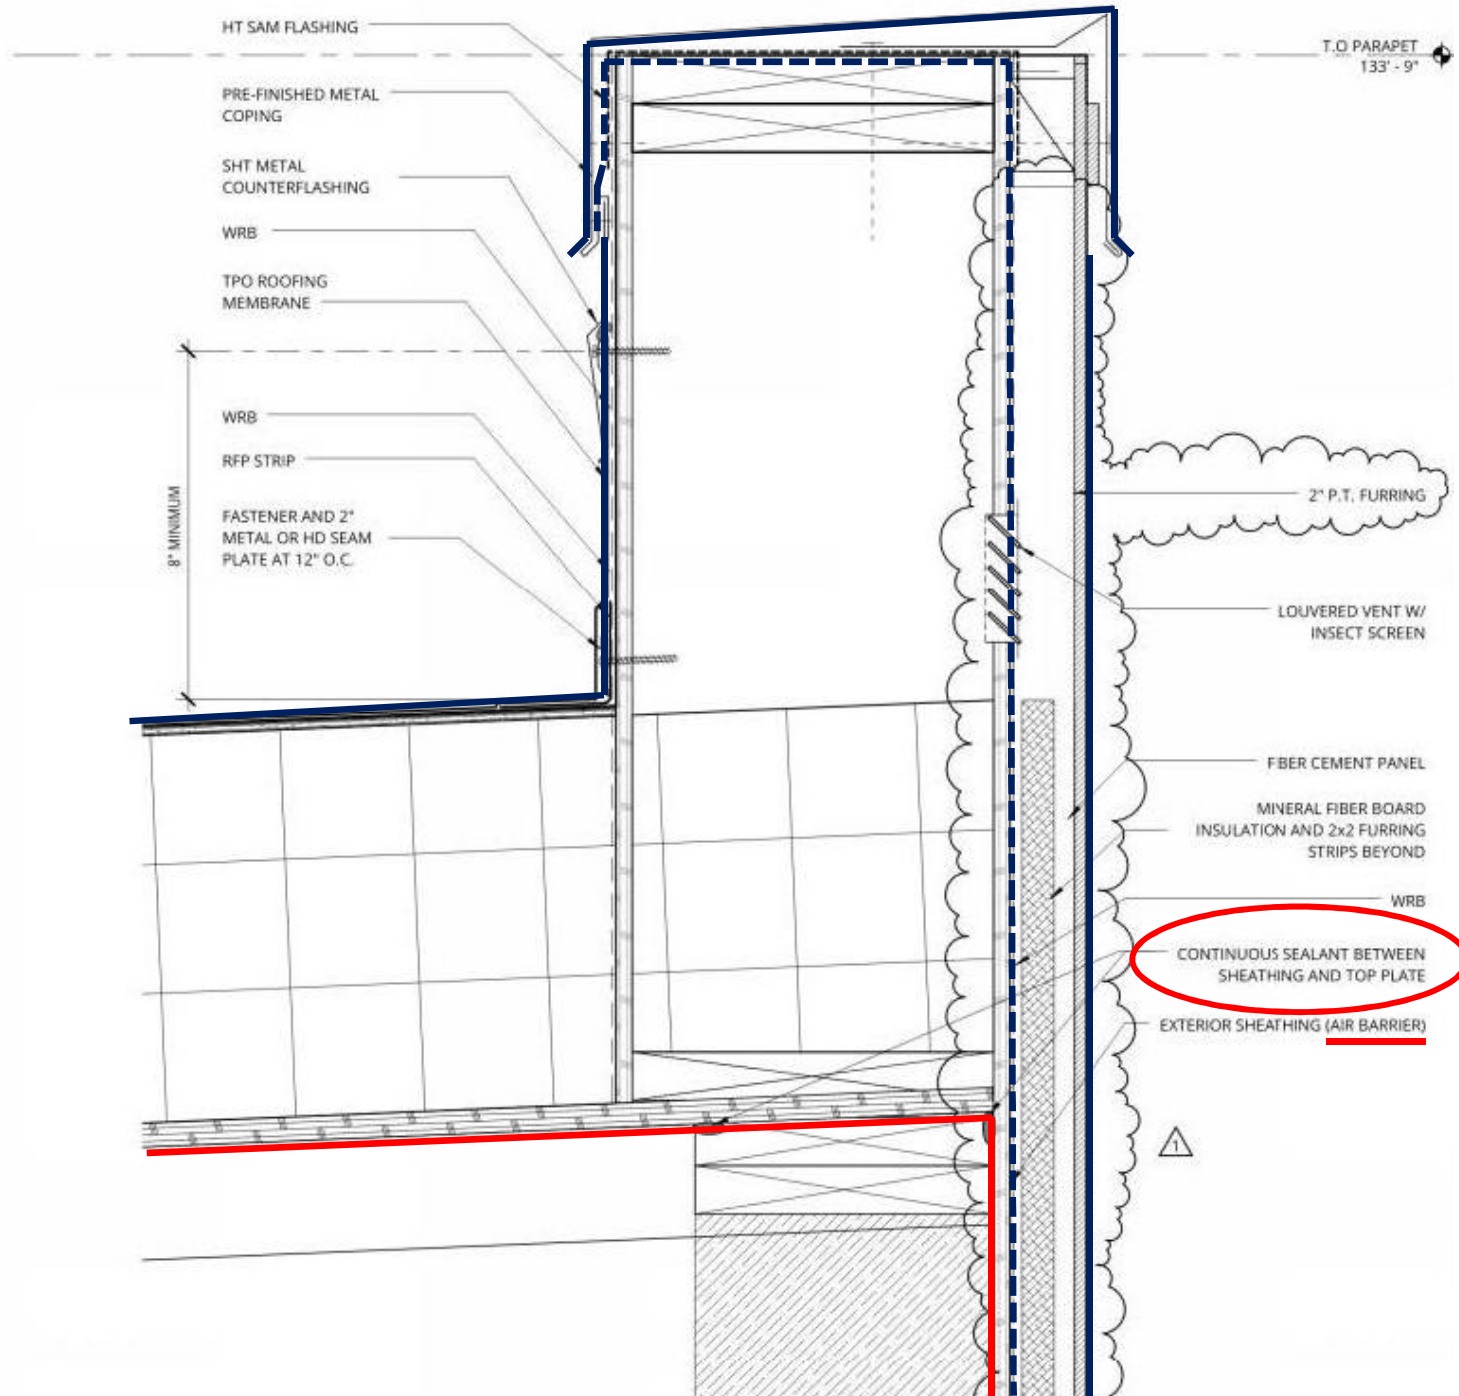 HT SAM FLASHING
PRE-FINISHED METAL
COPING
SHT METAL
COUNTERFLASHING
WRB
TPO ROOFING
MEMBRANE
WRB
RFP STRIP
FASTENER AND 2"
METAL OR HD SEAM
PLATE AT 12" O.C.
8" MINIMUM
T.O PARAPET
133' - 9"
2" P.T. FURRING
LOUVERED VENT W/
INSECT SCREEN
F BER CEMENT PANEL
MINERAL FIBER BOARD
INSULATION AND 2x2 FURRING
STRIPS BEYOND
WRB
CONTINUOUS SEALANT BETWEEN
SHEATHING AND TOP PLATE
EXTERIOR SHEATHING (AIR BARRIER)
1